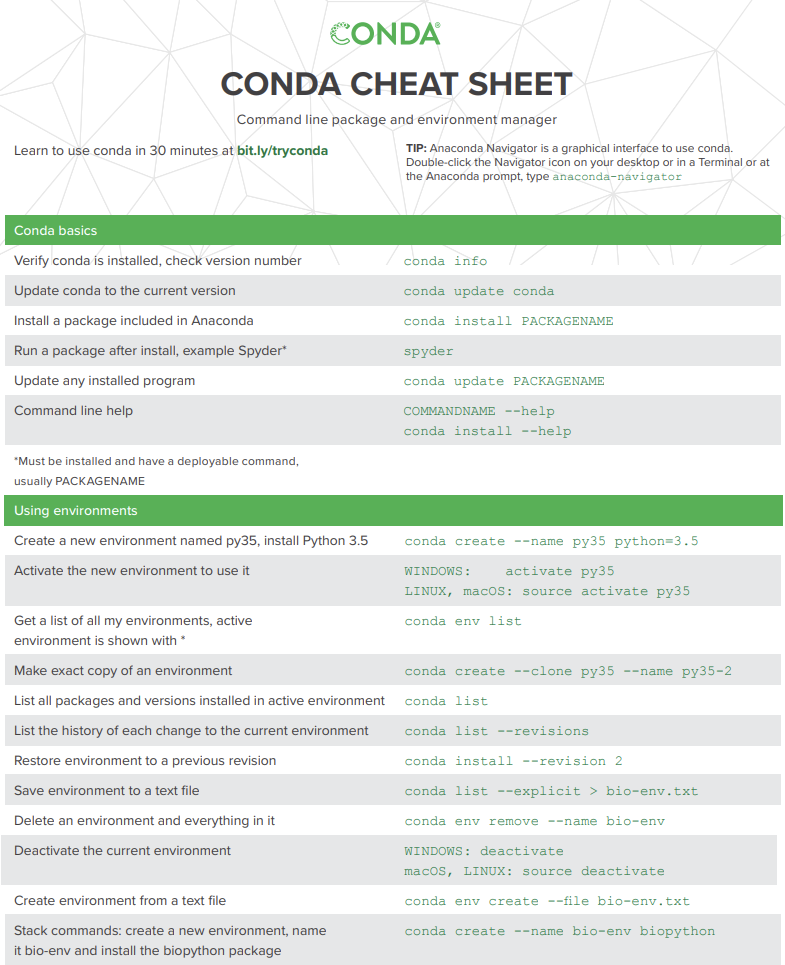 CONDA®
CONDA CHEAT SHEET
Command line package and environment manager
Learn to use conda in 30 minutes at bit.ly/tryconda
TIP: Anaconda Navigator is a graphical interface to use conda.
Double-click the Navigator icon on your desktop or in a Terminal or at
the Anaconda prompt, type anaconda-navigator
Conda basics
Verify conda is installed, check version number conda info
Update conda to the current version conda update conda
Install a package included in Anaconda conda install PACKAGENAME
Run a package after install, example Spyder* spyder
Update any installed program conda update PACKAGENAME
Command line help COMMANDNAME --help
conda install --help
*Must be installed and have a deployable command,
usually PACKAGENAME
Using environments
Create a new environment named py35, install Python 3.5 conda create --name py35 python=3.5
Activate the new environment to use it WINDOWS: activate py35
LINUX, macOS: source activate py35
Get a list of all my environments, active conda env list
environment is shown with *
Make exact copy of an environment conda create --clone py35 --name py35-2
List all packages and versions installed in active environment conda list
List the history of each change to the current environment conda list --revisions
Restore environment to a previous revision conda install --revision 2
Save environment to a text file conda list --explicit > bio-env.txt
Delete an environment and everything in it conda env remove --name bio-env
Deactivate the current environment WINDOWS: deactivate
macOS, LINUX: source deactivate
Create environment from a text file conda env create --file bio-env.txt
Stack commands: create a new environment, name conda create --name bio-env biopython
it bio-env and install the biopython package